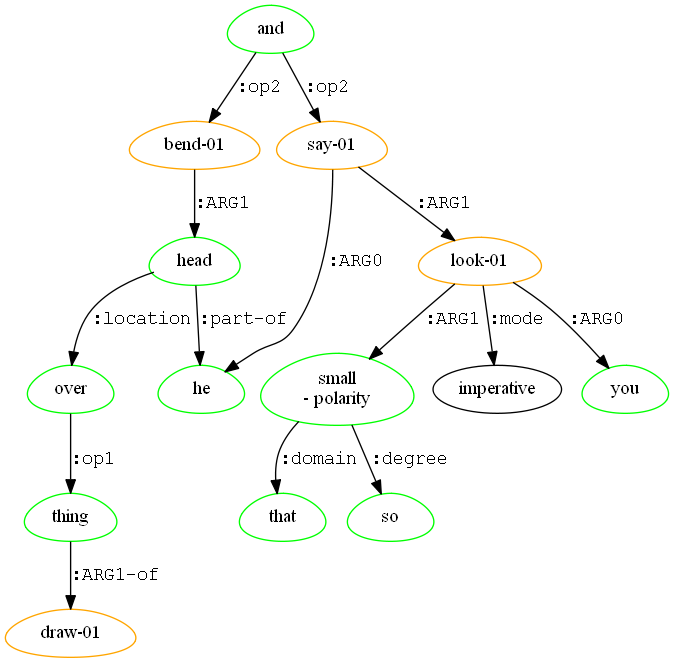 and
:op2 :op2
bend-01 say-01
:ARG1 :ARG1
head :ARG0 look-01
:location :part-of :ARG1 :mode :ARG0
over he small imperative you
- polarity
:op1 :domain :degree
thing that so
:ARG1-of
draw-01